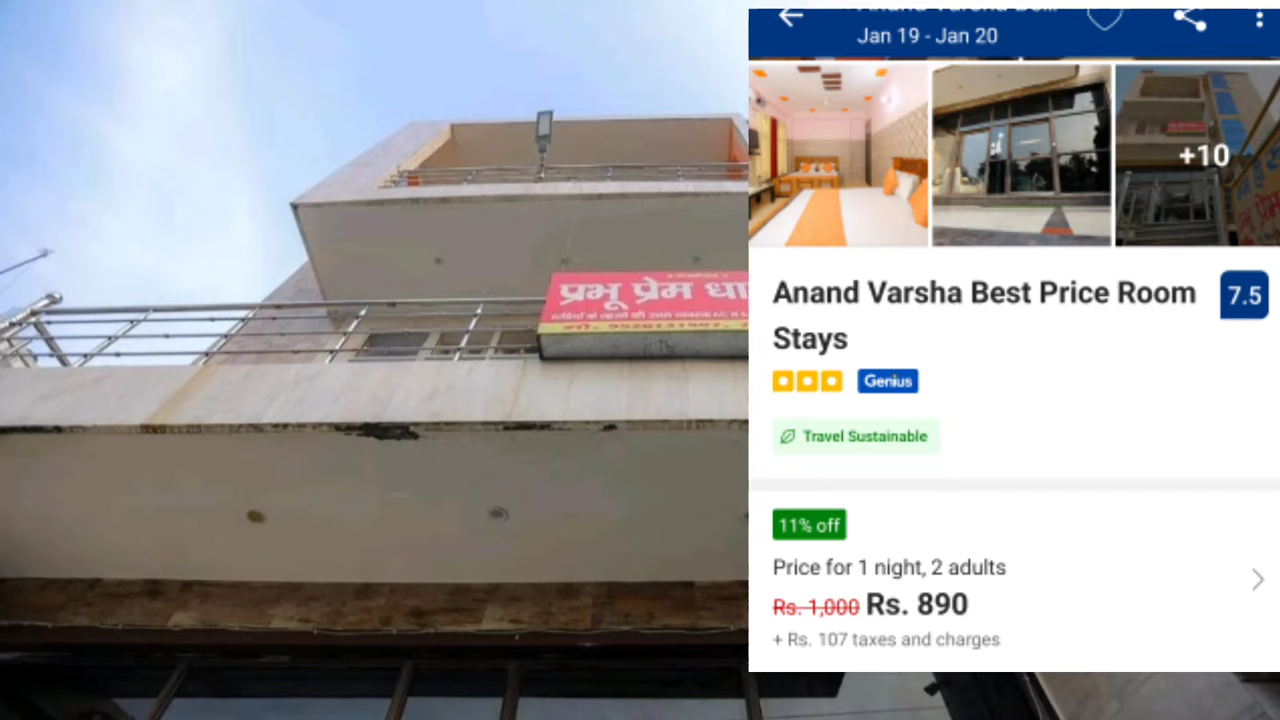 Jan 19 - Jan 20
+10
Anand Varsha Best Price Room
Stays
7.5
Genius
Travel Sustainable
11% off
Price for 1 night, 2 adults
Rs. 1,000 Rs. 890
+ Rs. 107 taxes and charges
प्रभू प्रेम